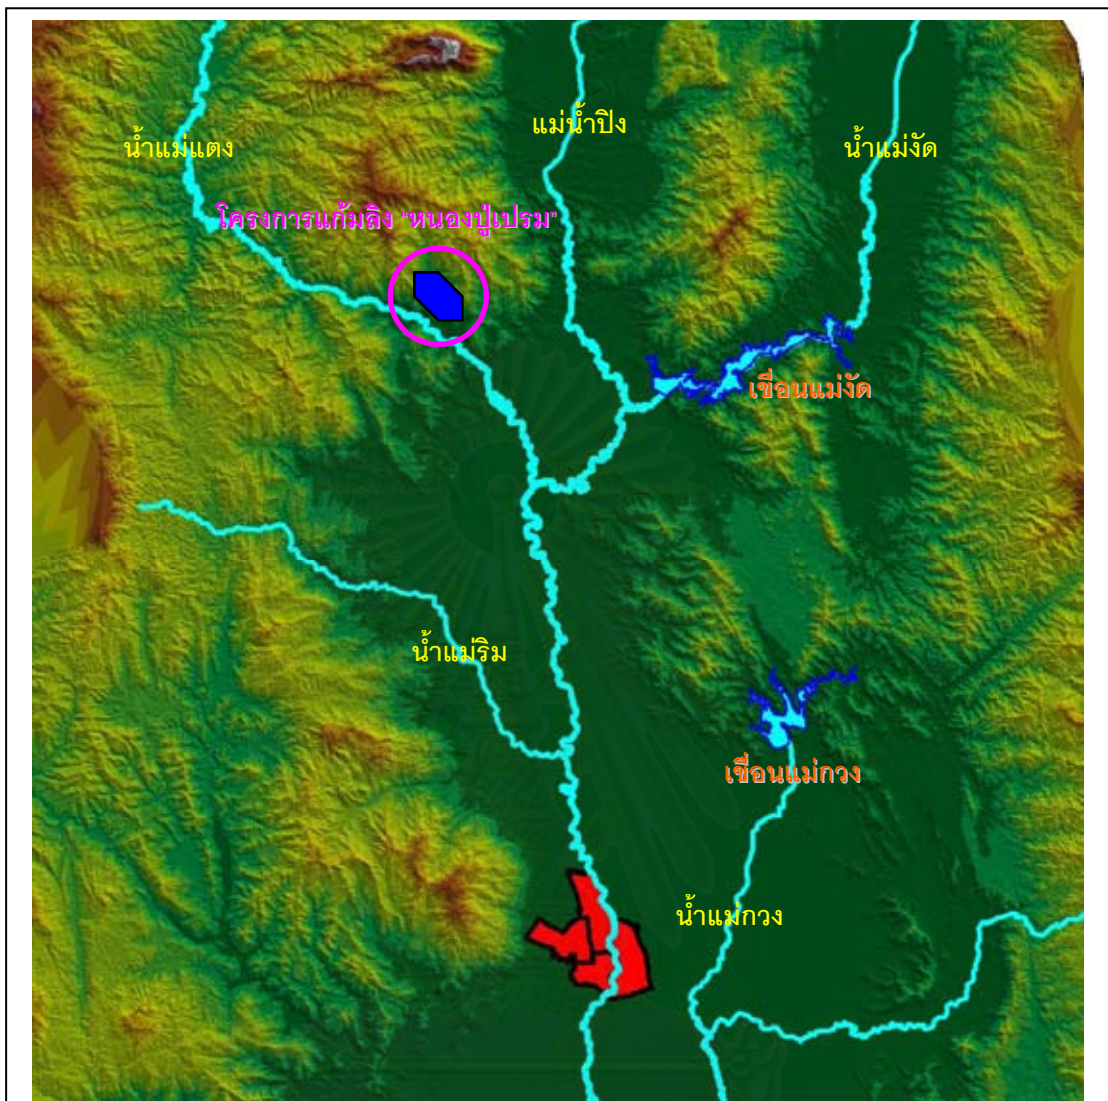 แม่น้ำปิง
น้ำแม่แตง
น้ำแม่งัด
โครงการแก้มลิง "หนองปู่เปรม"
เขื่อนแม่งัด
น้ำแม่ริม
เขื่อนแม่กวง
น้ำแม่กวง